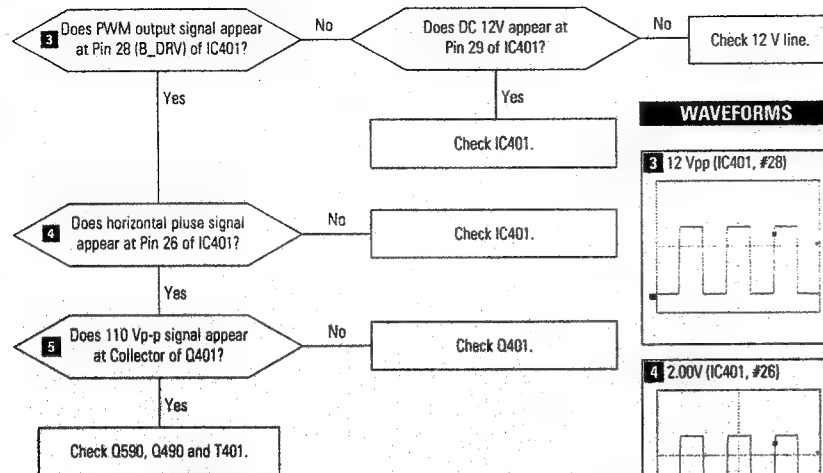 3 Does PWM output signal appear
at Pin 28 (B_DRV) of IC401?
No
Does DC 12V appear at
Pin 29 of IC401?
No
Check 12 V line.
Yes
Yes
Check IC401.
4 Does horizontal pluse signal
appear at Pin 26 of IC401?
No
Check IC401.
Yes
5 Does 110 Vp-p signal appear
at Collector of Q401?
No
Check Q401.
Yes
Check Q590, Q490 and T401.
WAVEFORMS
3 12 Vpp (IC401, #28)
4 2.00V (IC401, #26)